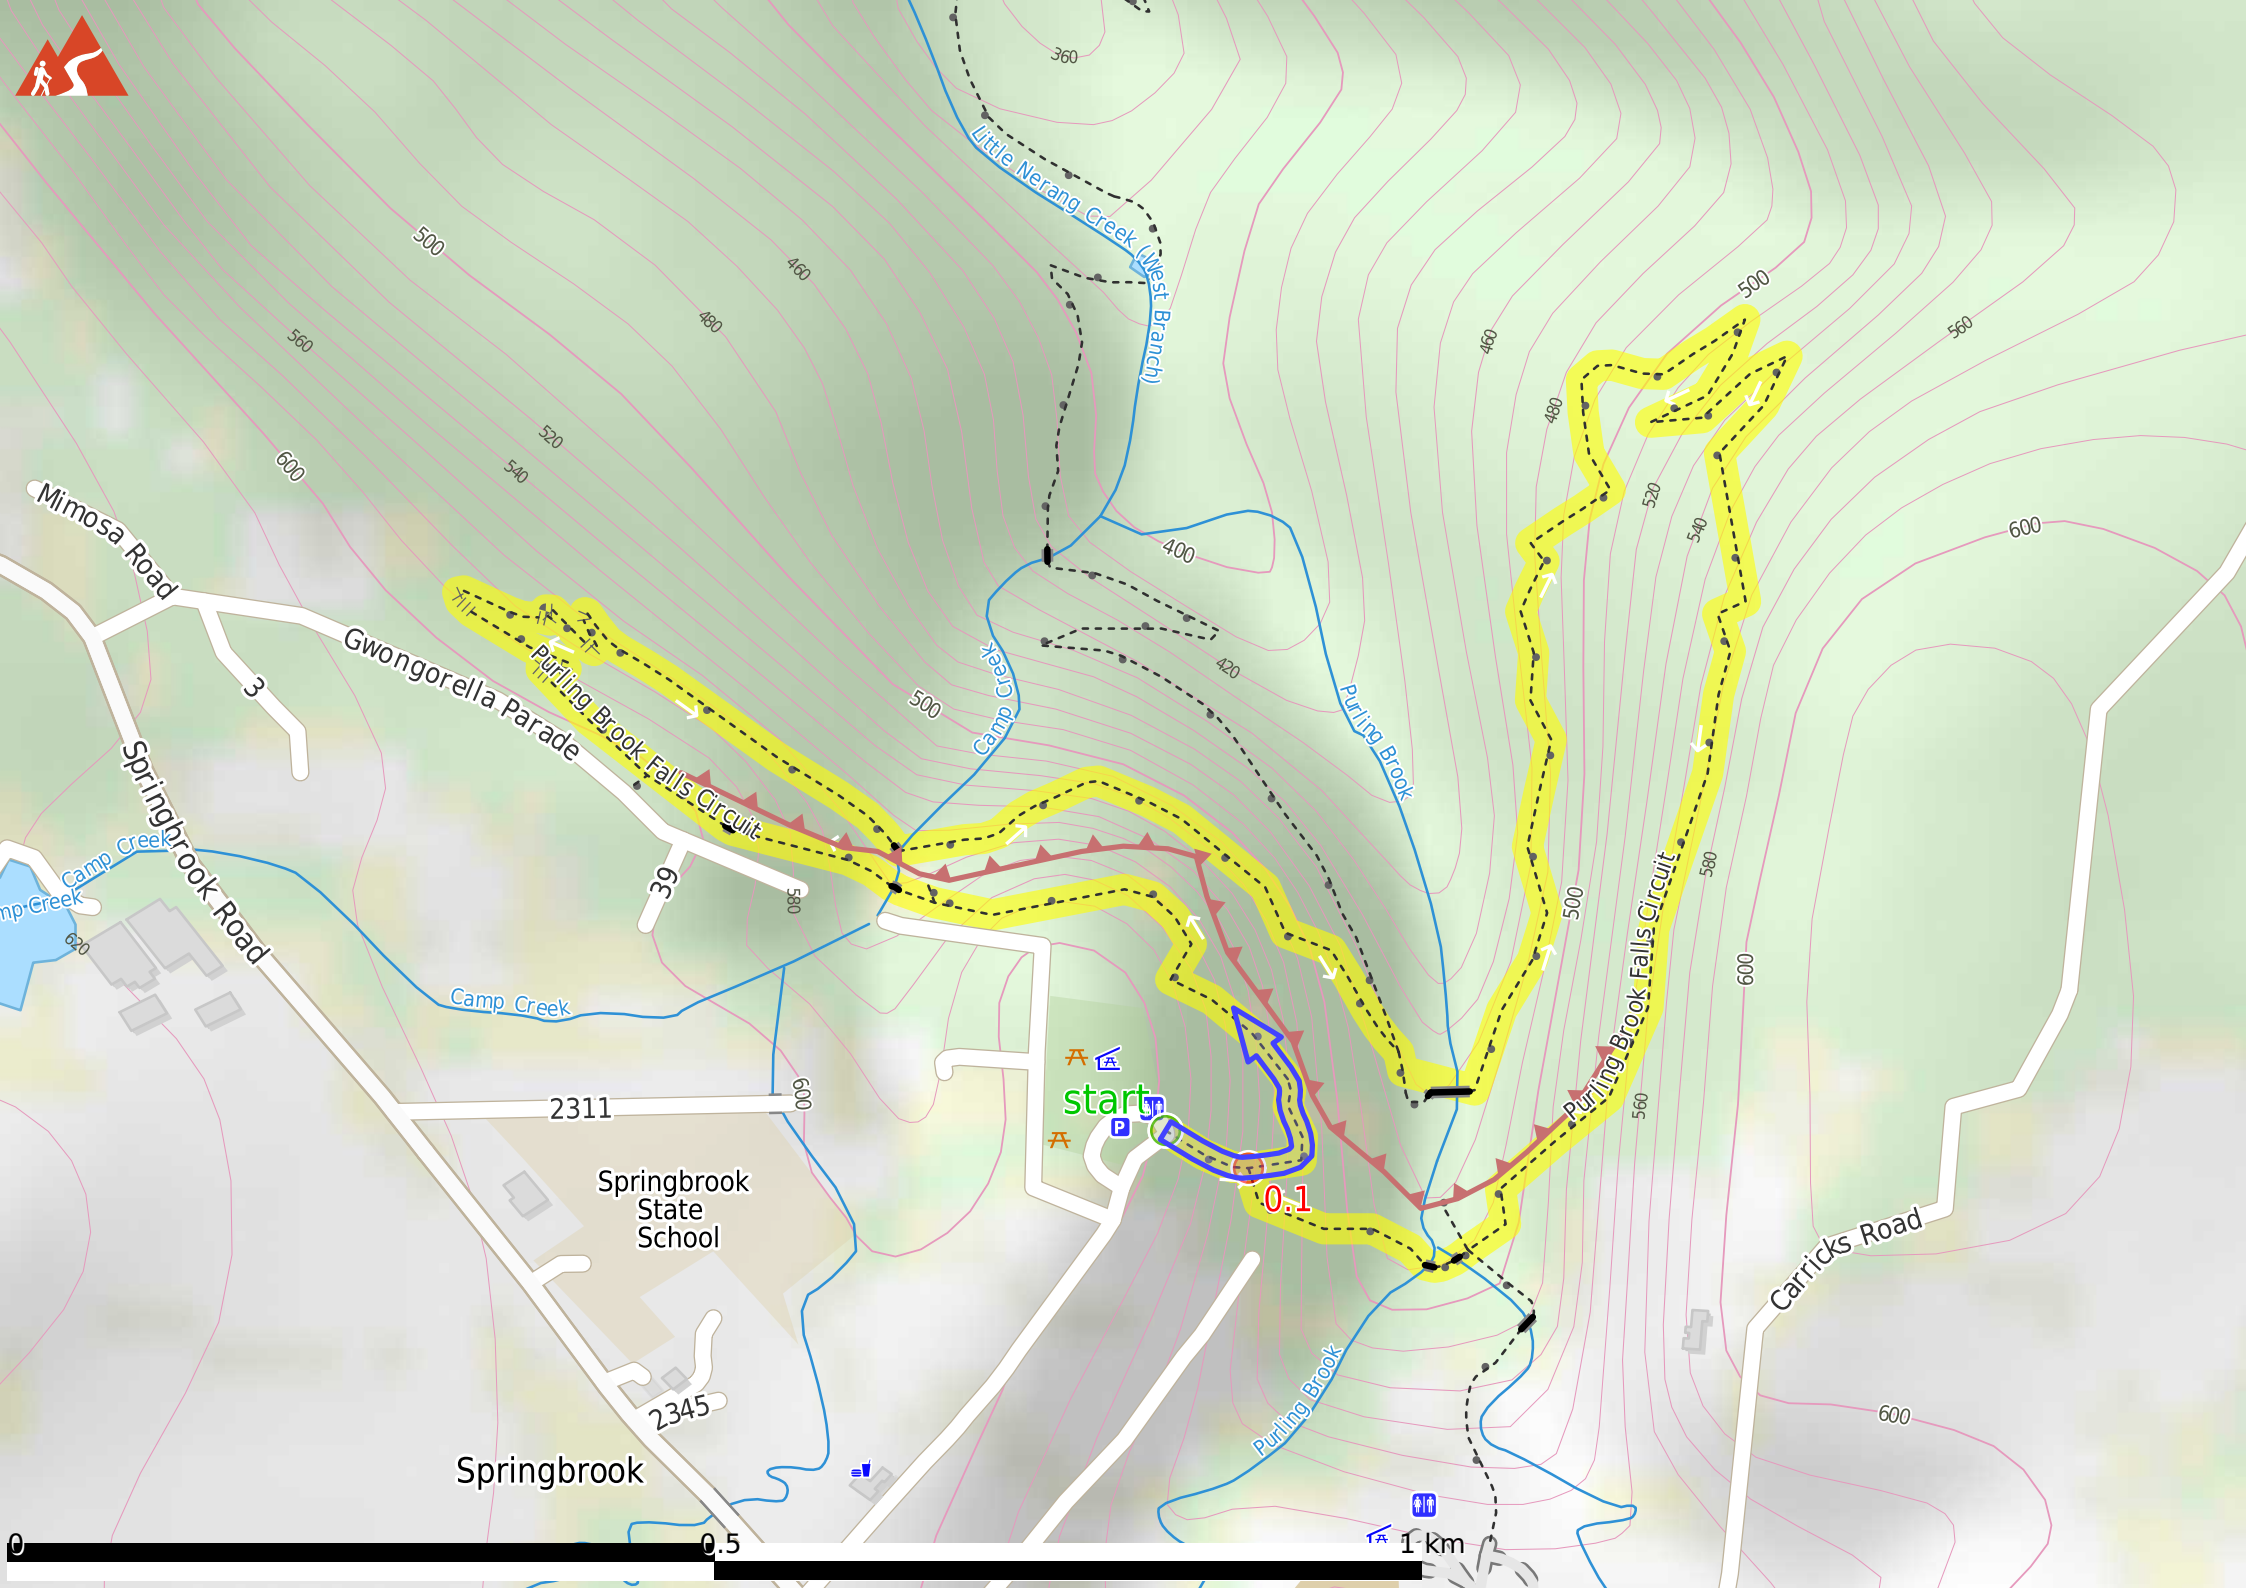 360
Little Nerang Creek (West Branch)
500
460
480
560
500
560
460
480
520
540
600
520
540
600
400
Mimosa Road
Gwongorella Parade
3
Purling Brook Falls Circuit
Camp Creek
420
500
Purling Brook
Springbrook Road
Camp Creek
mp Creek
620
39
580
580
500
Purling Brook Falls Circuit
600
560
Camp Creek
600
2311
start
P
0.1
Springbrook
State
School
Carricks Road
Purling Brook
2345
600
Springbrook
0
0.5
1 km